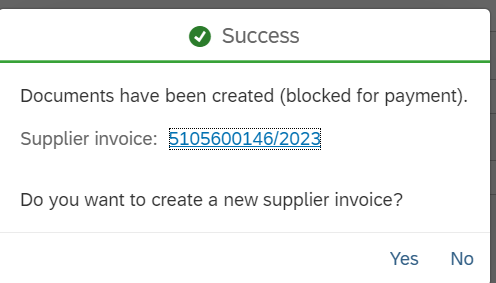 Success
Documents have been created (blocked for payment).
Supplier invoice: 5105600146/2023
Do you want to create a new supplier invoice?
Yes No